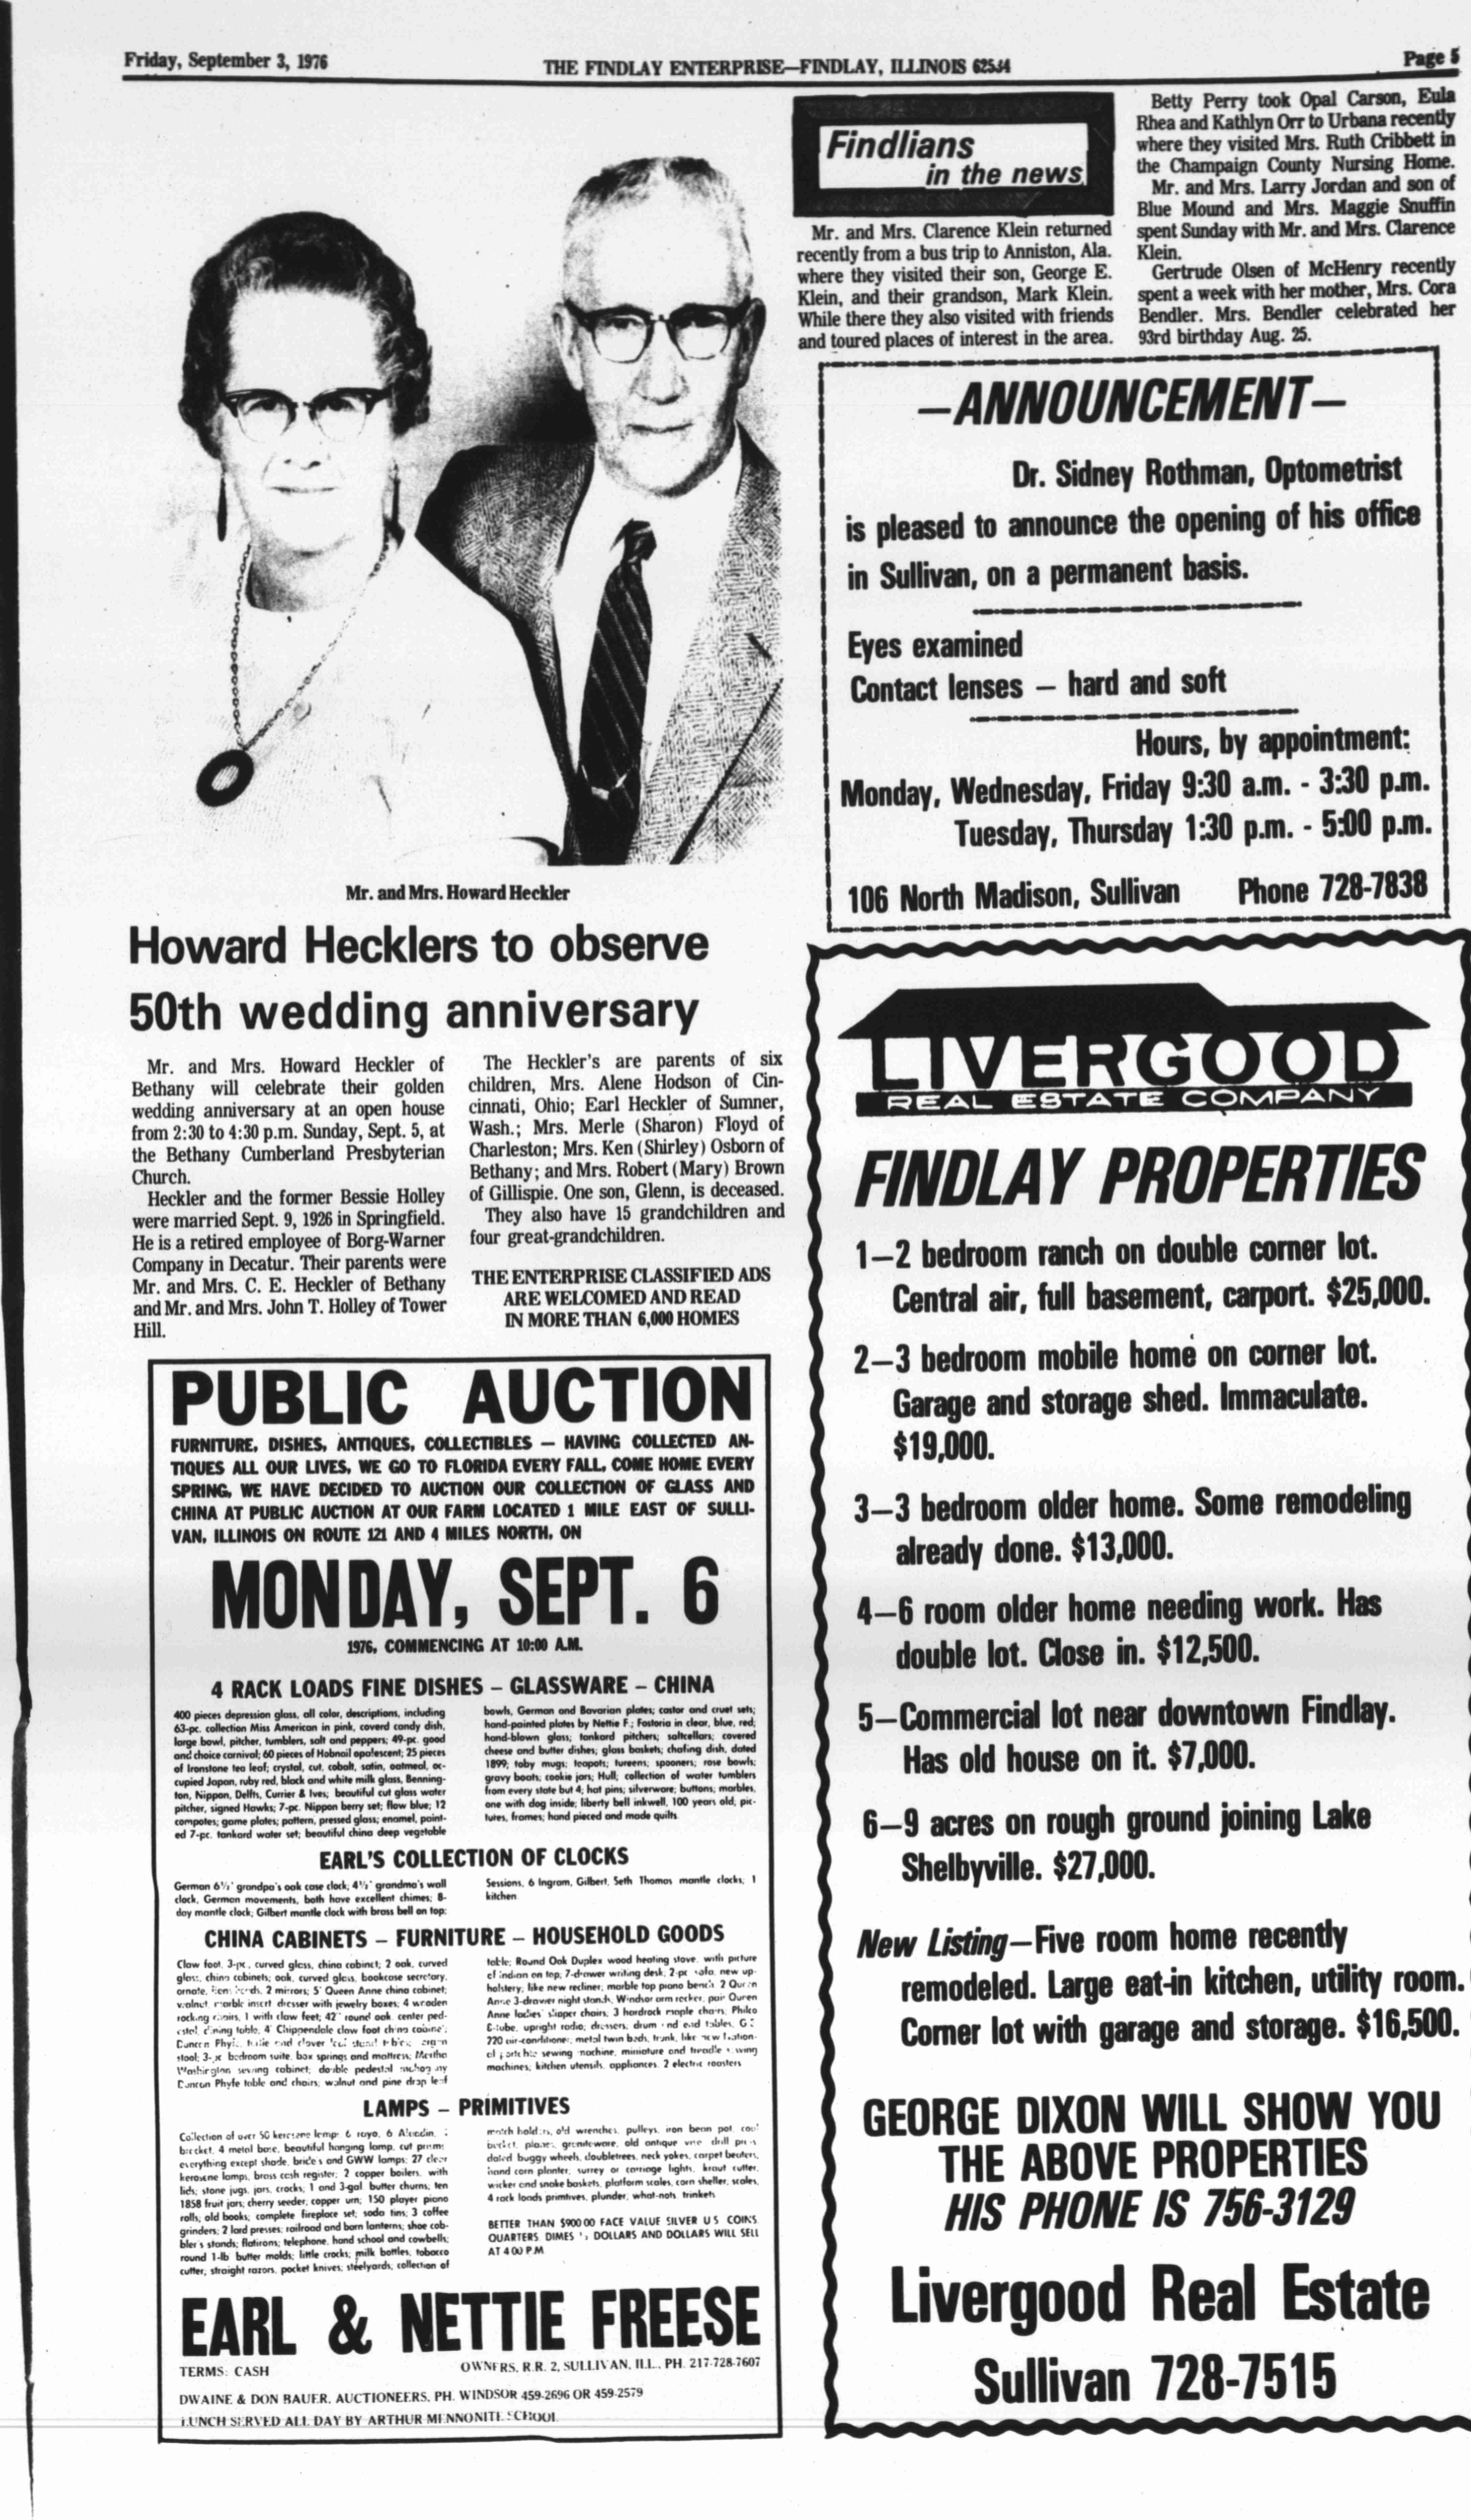 Friday, September 3, 1976
THE FINDLAY ENTERPRISE—FINDLAY, ILLINOIS 62534
Page 5
Mr. and Mrs. Howard Heckler
Howard Hecklers to observe
50th wedding anniversary
Mr. and Mrs. Howard Heckler of
Bethany will celebrate their golden
wedding anniversary at an open house
from 2:30 to 4:30 p.m. Sunday, Sept. 5, at
the Bethany Cumberland Presbyterian
Church.
Heckler and the former Bessie Holley
were married Sept. 9, 1926 in Springfield.
He is a retired employee of Borg-Warner
Company in Decatur. Their parents were
Mr. and Mrs. C. E. Heckler of Bethany
and Mr. and Mrs. John T. Holley of Tower
Hill.
The Heckler's are parents of six
children, Mrs. Alene Hodson of Cin-
cinnati, Ohio; Earl Heckler of Sumner,
Wash.; Mrs. Merle (Sharon) Floyd of
Charleston; Mrs. Ken (Shirley) Osborn of
Bethany; and Mrs. Robert (Mary) Brown
of Gillispie. One son, Glenn, is deceased.
They also have 15 grandchildren and
four great-grandchildren.
THE ENTERPRISE CLASSIFIED ADS
ARE WELCOMED AND READ
IN MORE THAN 6,000 HOMES
PUBLIC AUCTION
FURNITURE, DISHES, ANTIQUES, COLLECTIBLES — HAVING COLLECTED AN-
TIQUES ALL OUR LIVES, WE GO TO FLORIDA EVERY FALL, COME HOME EVERY
SPRING, WE HAVE DECIDED TO AUCTION OUR COLLECTION OF GLASS AND
CHINA AT PUBLIC AUCTION AT OUR FARM LOCATED 1 MILE EAST OF SULLI-
VAN, ILLINOIS ON ROUTE 121 AND 4 MILES NORTH, ON
MONDAY, SEPT. 6
1976, COMMENCING AT 10:00 A.M.
4 RACK LOADS FINE DISHES – GLASSWARE – CHINA
400 pieces depression glass, all color, descriptions, including
63-pc. collection Miss American in pink, coverd candy dish,
large bowl, pitcher, tumblers, salt and peppers; 49-pc. good
and choice carnival; 60 pieces of Hobnail opalescent; 25 pieces
of Ironstone tea leaf; crystal, cut, cobalt, satin, oatmeal, oc-
cupied Japan, ruby red, black and white milk glass, Benning-
ton, Nippon, Delfts, Currier & Ives; beautiful cut glass water
pitcher, signed Hawks; 7-pc. Nippon berry set; flow blue; 12
compotes; game plates; pattern, pressed glass; enamel, paint-
ed 7-pc. tankard water set; beautiful china deep vegetable
bowls, German and Bavarian plates; castor and cruet sets;
hand-painted plates by Nettie F.; Fostoria in clear, blue, red;
hand-blown glass; tankard pitchers; saltcellars; covered
cheese and butter dishes; glass baskets; chafing dish, dated
1899; toby mugs; teapots; tureens; spooners; rose bowls;
gravy boats; cookie jars; Hull; collection of water tumblers
from every state but 4; hat pins; silverware; buttons; marbles,
one with dog inside; liberty bell inkwell, 100 years old, pic-
tutes, frames; hand pieced and made quilts
EARL'S COLLECTION OF CLOCKS
German 6½' grandpa's oak case clock; 4½' grandma's wall
clock, German movements, both have excellent chimes; 8-
day mantle clock; Gilbert mantle clock with brass bell on top;
Sessions, 6 Ingram, Gilbert, Seth Thomas mantle clocks; 1
kitchen
CHINA CABINETS – FURNITURE – HOUSEHOLD GOODS
Claw foot, 3-pc., curved glass, china cabinet; 2 oak, curved
glass, china cabinets; oak, curved glass, bookcase secretary,
ornate, 2 mirrors; 5' Queen Anne china cabinet;
walnut, marble insert dresser with jewelry boxes; 4 wooden
rocking chairs, 1 with claw feet; 42" round oak, center ped-
estal, dining table, 4' Chippendale claw foot china cabinet;
Duncan Phyfe,
stool; 3-pc bedroom suite, box springs and mattress; Martha
Washington sewing cabinet; double pedestal mahogany
Duncan Phyfe table and chairs; walnut and pine drop leaf
table; Round Oak Duplex wood heating stove, with picture
of indian on top; 7-drawer writing desk, 2-pc sofa, new up-
holstery; like new recliner, marble top piano bench 2 Queen
Anne 3-drawer night stands, Windsor arm rocker, pair Queen
Anne ladies' slipper chairs; 3 hardrock maple chairs; Philco
8-tube, upright radio; dressers; drum and end tables, G E
220 air-conditioner; metal twin beds, trunk, like new Nation-
al portable sewing machine, miniature and treadle sewing
machines; kitchen utensils, appliances, 2 electric roasters
LAMPS – PRIMITIVES
Collection of over 50 kerosene lamps 6 rayo, 6 Aladdin,
bracket, 4 metal base, beautiful hanging lamp, cut prisms
everything except shade, bride's and GWW lamps; 27 clear
kerosene lamps, brass cash register; 2 copper boilers, with
lids; stone jugs, jars, crocks; 1 and 3-gal. butter churns; ten
1858 fruit jars; cherry seeder; copper urn; 150 player piano
rolls; old books; complete fireplace set; soda tins; 3 coffee
grinders; 2 lard presses; railroad and barn lanterns; shoe cob-
bler's stands; flatirons; telephone, hand school and cowbells;
round 1-lb butter molds; little crocks; milk bottles; tobacco
cutter; straight razors, pocket knives; steelyards; collection of
match holders, old wrenches, pulleys, iron bean pot, coal
bucket, planes, graniteware, old antique vise drill press
dated buggy wheels, doubletrees, neck yokes, carpet beaters,
hand corn planter, surrey or carriage lights, kraut cutter,
wicker and snake baskets, platform scales, corn sheller, scales,
4 rack loads primitives, plunder, what-nots trinkets
BETTER THAN $900 00 FACE VALUE SILVER U S COINS
QUARTERS DIMES DOLLARS AND DOLLARS WILL SELL
AT 4 00 P.M
EARL & NETTIE FREESE
TERMS: CASH
OWNERS, R.R. 2, SULLIVAN, ILL., PH. 217-728-7607
DWAINE & DON BAUER, AUCTIONEERS, PH. WINDSOR 459-2696 OR 459-2579
LUNCH SERVED ALL DAY BY ARTHUR MENNONITE SCHOOL
Findlians
in the news
Mr. and Mrs. Clarence Klein returned
recently from a bus trip to Anniston, Ala.
where they visited their son, George E.
Klein, and their grandson, Mark Klein.
While there they also visited with friends
and toured places of interest in the area.
Betty Perry took Opal Carson, Eula
Rhea and Kathlyn Orr to Urbana recently
where they visited Mrs. Ruth Cribbett in
the Champaign County Nursing Home.
Mr. and Mrs. Larry Jordan and son of
Blue Mound and Mrs. Maggie Snuffin
spent Sunday with Mr. and Mrs. Clarence
Klein.
Gertrude Olsen of McHenry recently
spent a week with her mother, Mrs. Cora
Bendler. Mrs. Bendler celebrated her
93rd birthday Aug. 25.
—ANNOUNCEMENT—
Dr. Sidney Rothman, Optometrist
is pleased to announce the opening of his office
in Sullivan, on a permanent basis.
Eyes examined
Contact lenses — hard and soft
Hours, by appointment:
Monday, Wednesday, Friday 9:30 a.m. - 3:30 p.m.
Tuesday, Thursday 1:30 p.m. - 5:00 p.m.
106 North Madison, Sullivan Phone 728-7838
LIVERGOOD
REAL ESTATE COMPANY
FINDLAY PROPERTIES
1—2 bedroom ranch on double corner lot.
Central air, full basement, carport. $25,000.
2—3 bedroom mobile home on corner lot.
Garage and storage shed. Immaculate.
$19,000.
3—3 bedroom older home. Some remodeling
already done. $13,000.
4—6 room older home needing work. Has
double lot. Close in. $12,500.
5—Commercial lot near downtown Findlay.
Has old house on it. $7,000.
6—9 acres on rough ground joining Lake
Shelbyville. $27,000.
New Listing—Five room home recently
remodeled. Large eat-in kitchen, utility room.
Corner lot with garage and storage. $16,500.
GEORGE DIXON WILL SHOW YOU
THE ABOVE PROPERTIES
HIS PHONE IS 756-3129
Livergood Real Estate
Sullivan 728-7515